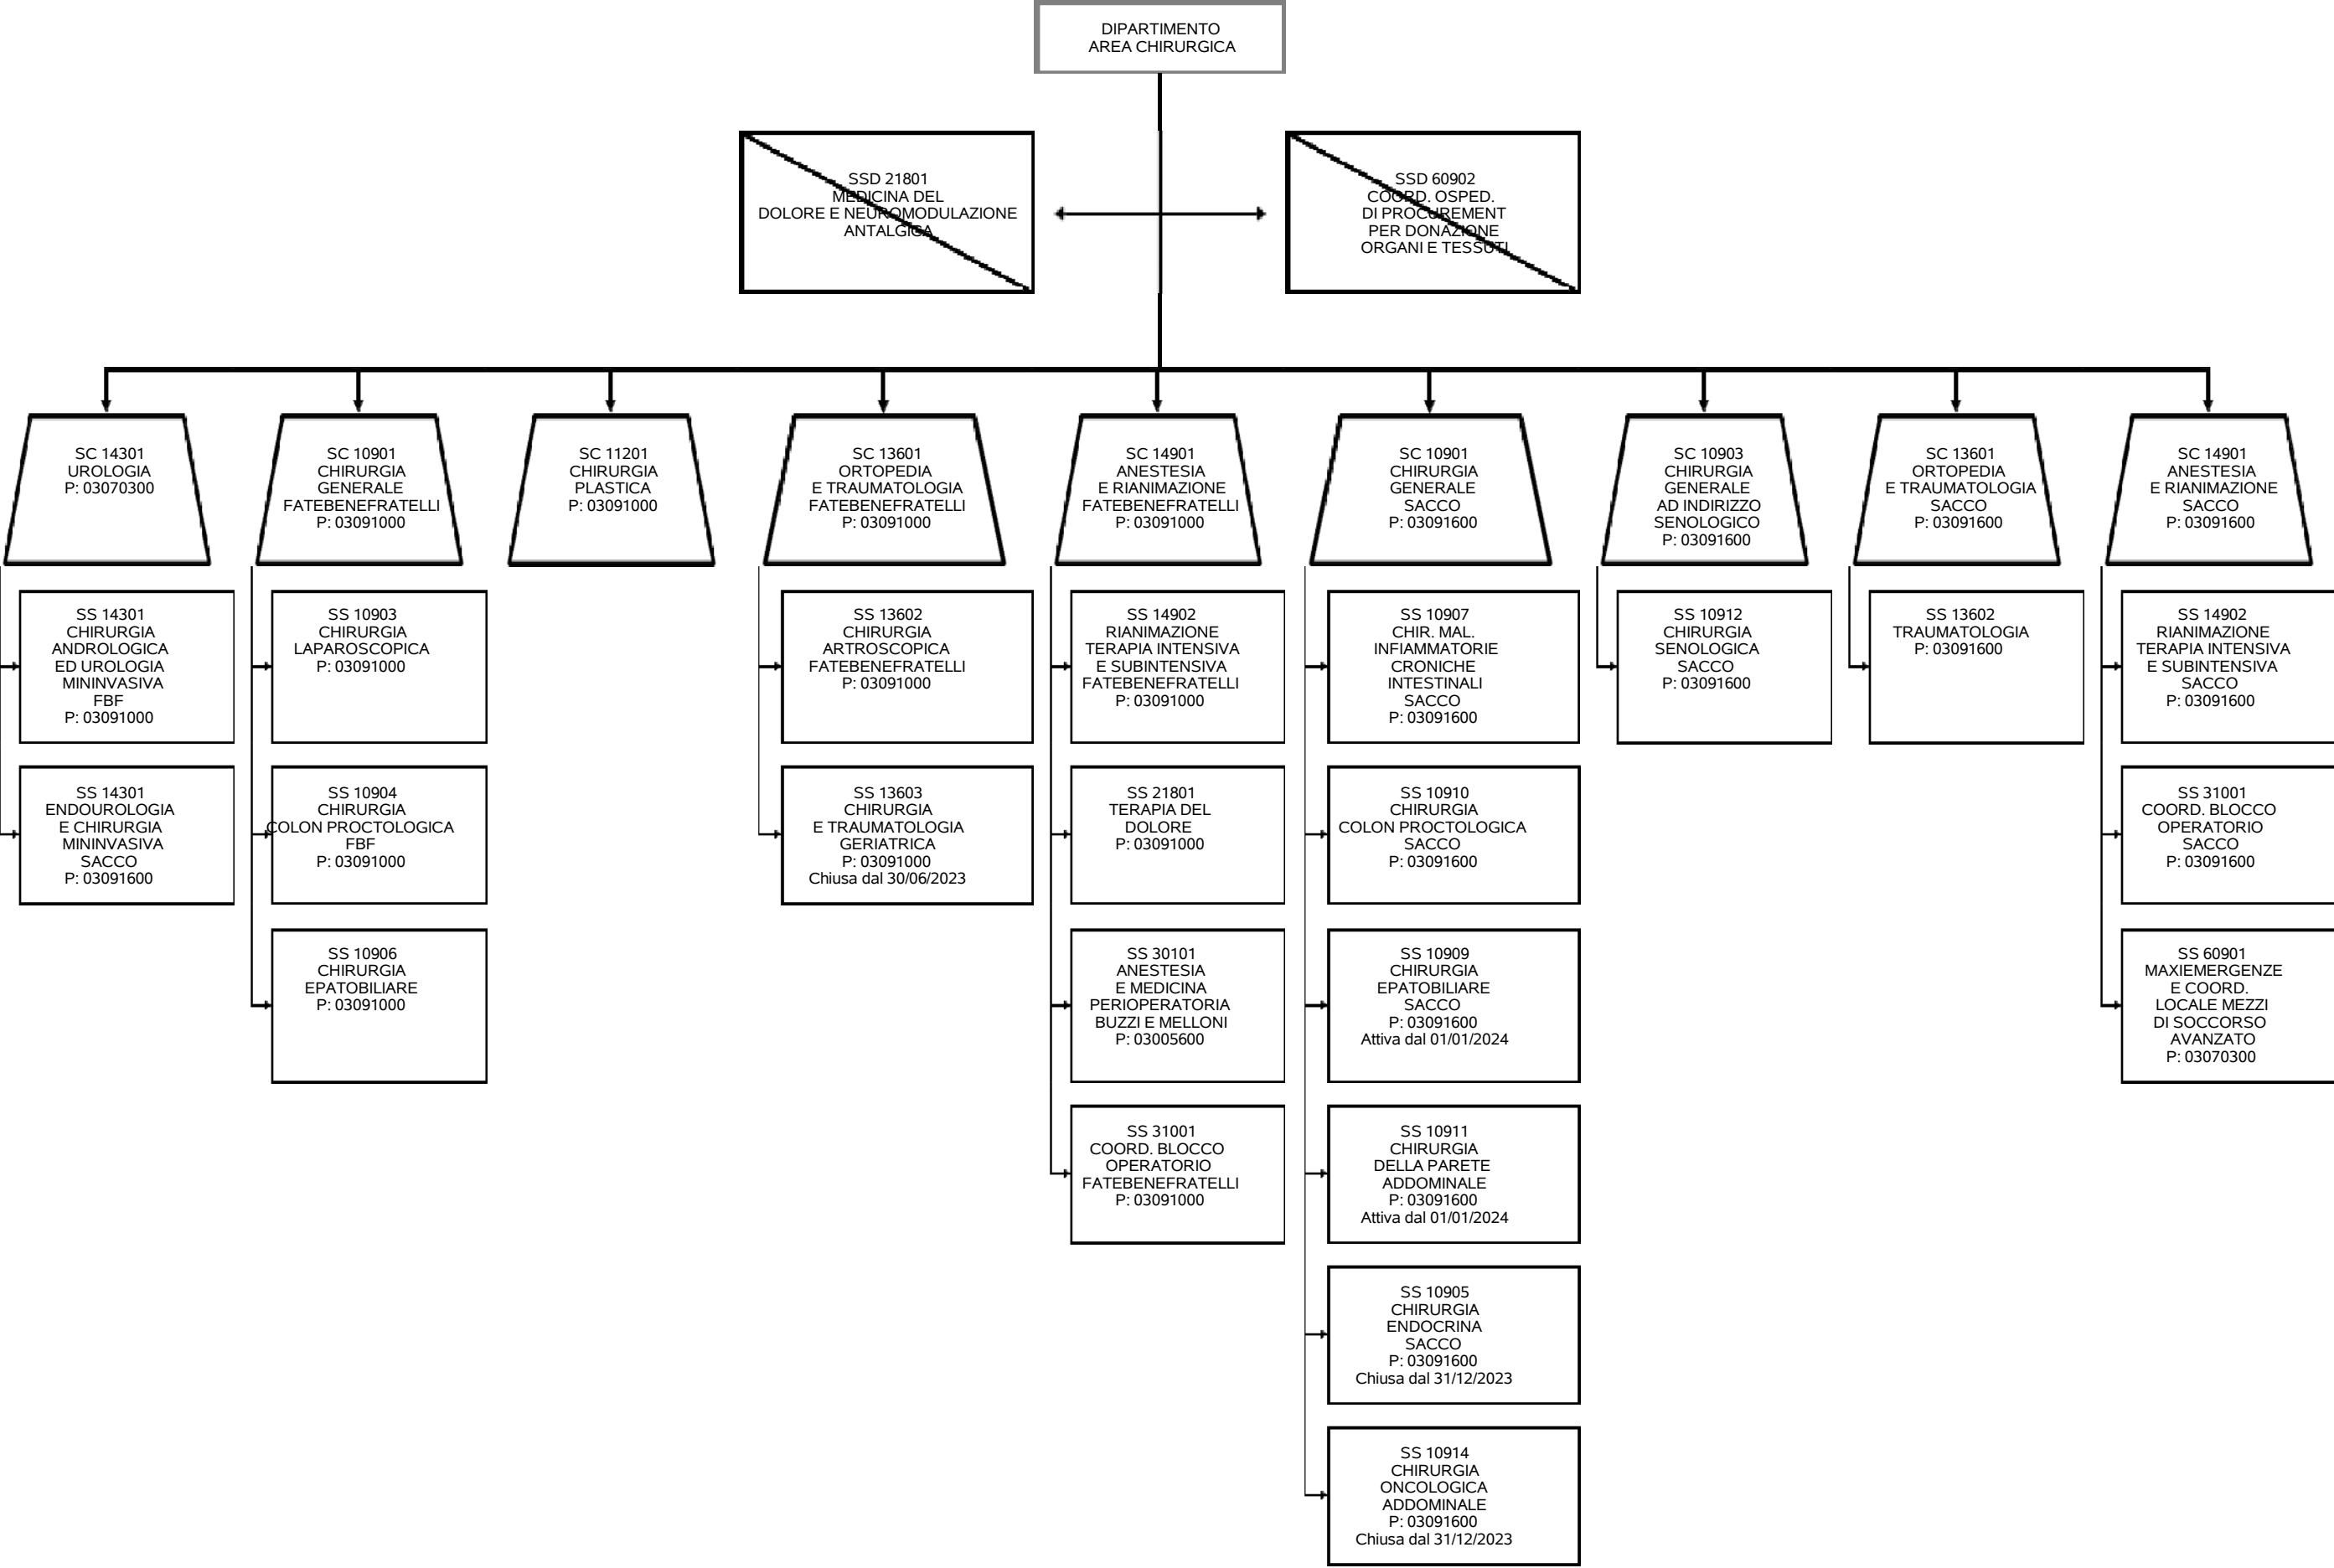 DIPARTIMENTO
AREA CHIRURGICA
SSD 21801
MEDICINA DEL
DOLORE E NEUROMODULAZIONE
ANTALGICA
SSD 60902
COORD. OSPED.
DI PROCUREMENT
PER DONAZIONE
ORGANI E TESSUTI
SC 14301
UROLOGIA
P: 03070300
SC 10901
CHIRURGIA
GENERALE
FATEBENEFRATELLI
P: 03091000
SC 11201
CHIRURGIA
PLASTICA
P: 03091000
SC 13601
ORTOPEDIA
E TRAUMATOLOGIA
FATEBENEFRATELLI
P: 03091000
SC 14901
ANESTESIA
E RIANIMAZIONE
FATEBENEFRATELLI
P: 03091000
SC 10901
CHIRURGIA
GENERALE
SACCO
P: 03091600
SC 10903
CHIRURGIA
GENERALE
AD INDIRIZZO
SENOLOGICO
P: 03091600
SC 13601
ORTOPEDIA
E TRAUMATOLOGIA
SACCO
P: 03091600
SC 14901
ANESTESIA
E RIANIMAZIONE
SACCO
P: 03091600
SS 14301
CHIRURGIA
ANDROLOGICA
ED UROLOGIA
MININVASIVA
FBF
P: 03091000
SS 10903
CHIRURGIA
LAPAROSCOPICA
P: 03091000
SS 13602
CHIRURGIA
ARTROSCOPICA
FATEBENEFRATELLI
P: 03091000
SS 14902
RIANIMAZIONE
TERAPIA INTENSIVA
E SUBINTENSIVA
FATEBENEFRATELLI
P: 03091000
SS 10907
CHIR. MAL.
INFIAMMATORIE
CRONICHE
INTESTINALI
SACCO
P: 03091600
SS 10912
CHIRURGIA
SENOLOGICA
SACCO
P: 03091600
SS 13602
TRAUMATOLOGIA
P: 03091600
SS 14902
RIANIMAZIONE
TERAPIA INTENSIVA
E SUBINTENSIVA
SACCO
P: 03091600
SS 14301
ENDOUROLOGIA
E CHIRURGIA
MININVASIVA
SACCO
P: 03091600
SS 10904
CHIRURGIA
COLON PROCTOLOGICA
FBF
P: 03091000
SS 13603
CHIRURGIA
E TRAUMATOLOGIA
GERIATRICA
P: 03091000
Chiusa dal 30/06/2023
SS 21801
TERAPIA DEL
DOLORE
P: 03091000
SS 10910
CHIRURGIA
COLON PROCTOLOGICA
SACCO
P: 03091600
SS 31001
COORD. BLOCCO
OPERATORIO
SACCO
P: 03091600
SS 10906
CHIRURGIA
EPATOBILIARE
P: 03091000
SS 30101
ANESTESIA
E MEDICINA
PERIOPERATORIA
BUZZI E MELLONI
P: 03005600
SS 10909
CHIRURGIA
EPATOBILIARE
SACCO
P: 03091600
Attiva dal 01/01/2024
SS 60901
MAXIEMERGENZE
E COORD.
LOCALE MEZZI
DI SOCCORSO
AVANZATO
P: 03070300
SS 31001
COORD. BLOCCO
OPERATORIO
FATEBENEFRATELLI
P: 03091000
SS 10911
CHIRURGIA
DELLA PARETE
ADDOMINALE
P: 03091600
Attiva dal 01/01/2024
SS 10905
CHIRURGIA
ENDOCRINA
SACCO
P: 03091600
Chiusa dal 31/12/2023
SS 10914
CHIRURGIA
ONCOLOGICA
ADDOMINALE
P: 03091600
Chiusa dal 31/12/2023